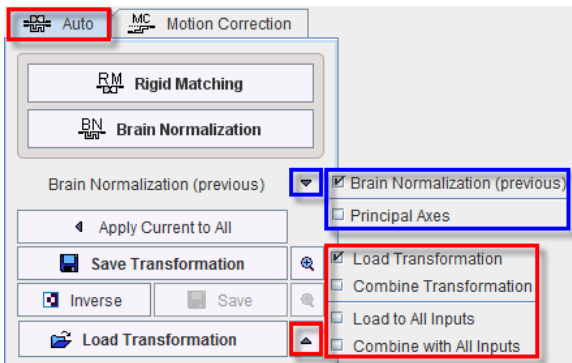 Auto
MC Motion Correction
RM Rigid Matching
BN Brain Normalization
Brain Normalization (previous)
Brain Normalization (previous)
Principal Axes
Apply Current to All
Save Transformation
Load Transformation
Combine Transformation
Inverse
Save
Load to All Inputs
Load Transformation
Combine with All Inputs